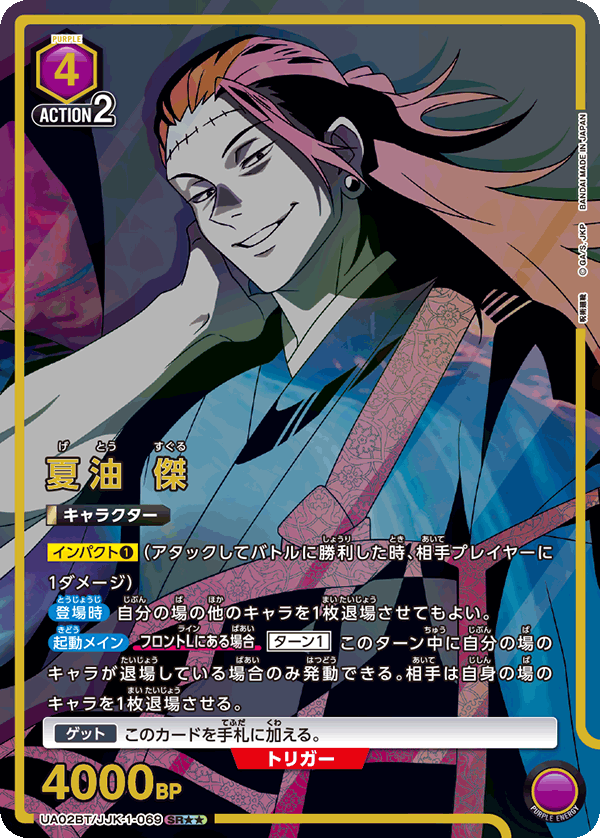 PURPLE
4
ACTION2
BANDAI MADE IN JAPAN
©GA/S, JKP
呪術廻戦
げ とう すぐる
夏油 傑
キャラクター
インパクト❶ (アタックしてバトルに勝利した時、相手プレイヤーに
1ダメージ)
登場時 自分の場の他のキャラを1枚退場させてもよい。
起動メイン フロントLにある場合 ターン1 このターン中に自分の場の
キャラが退場している場合のみ発動できる。相手は自身の場の
キャラを1枚退場させる。
ゲット このカードを手札に加える。
トリガー
4000BP
UA02BT/JJK-1-069 SR★★
PURPLE ENERGY